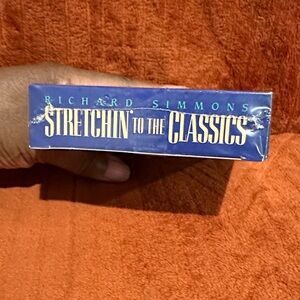 RICHARD SIMMONS
STRETCHIN' TO THE CLASSICS